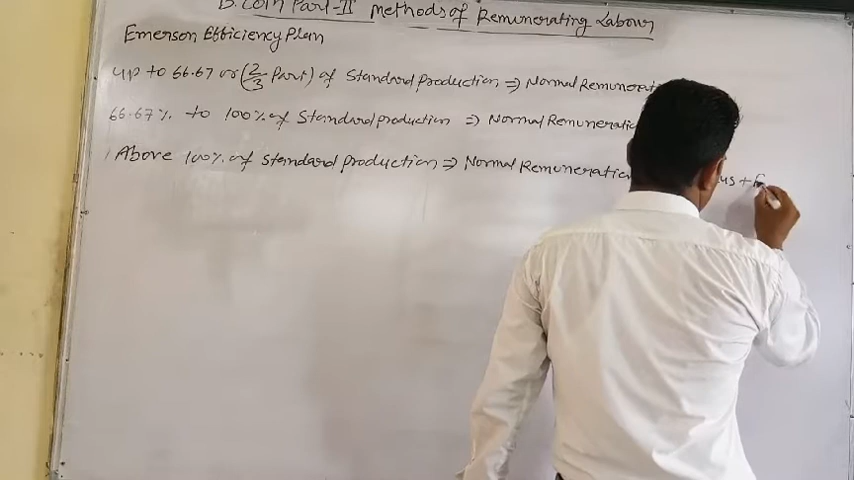 B. Com Part-II methods of Remunerating Labour
Emerson Efficiency Plan
up to 66.67 or (2/3 Part) of Standard Production ⇒ Normal Remunerati
66.67% to 100% of Standard production ⇒ Normal Remuneratio
Above 100% of Standard Production ⇒ Normal Remuneration us +